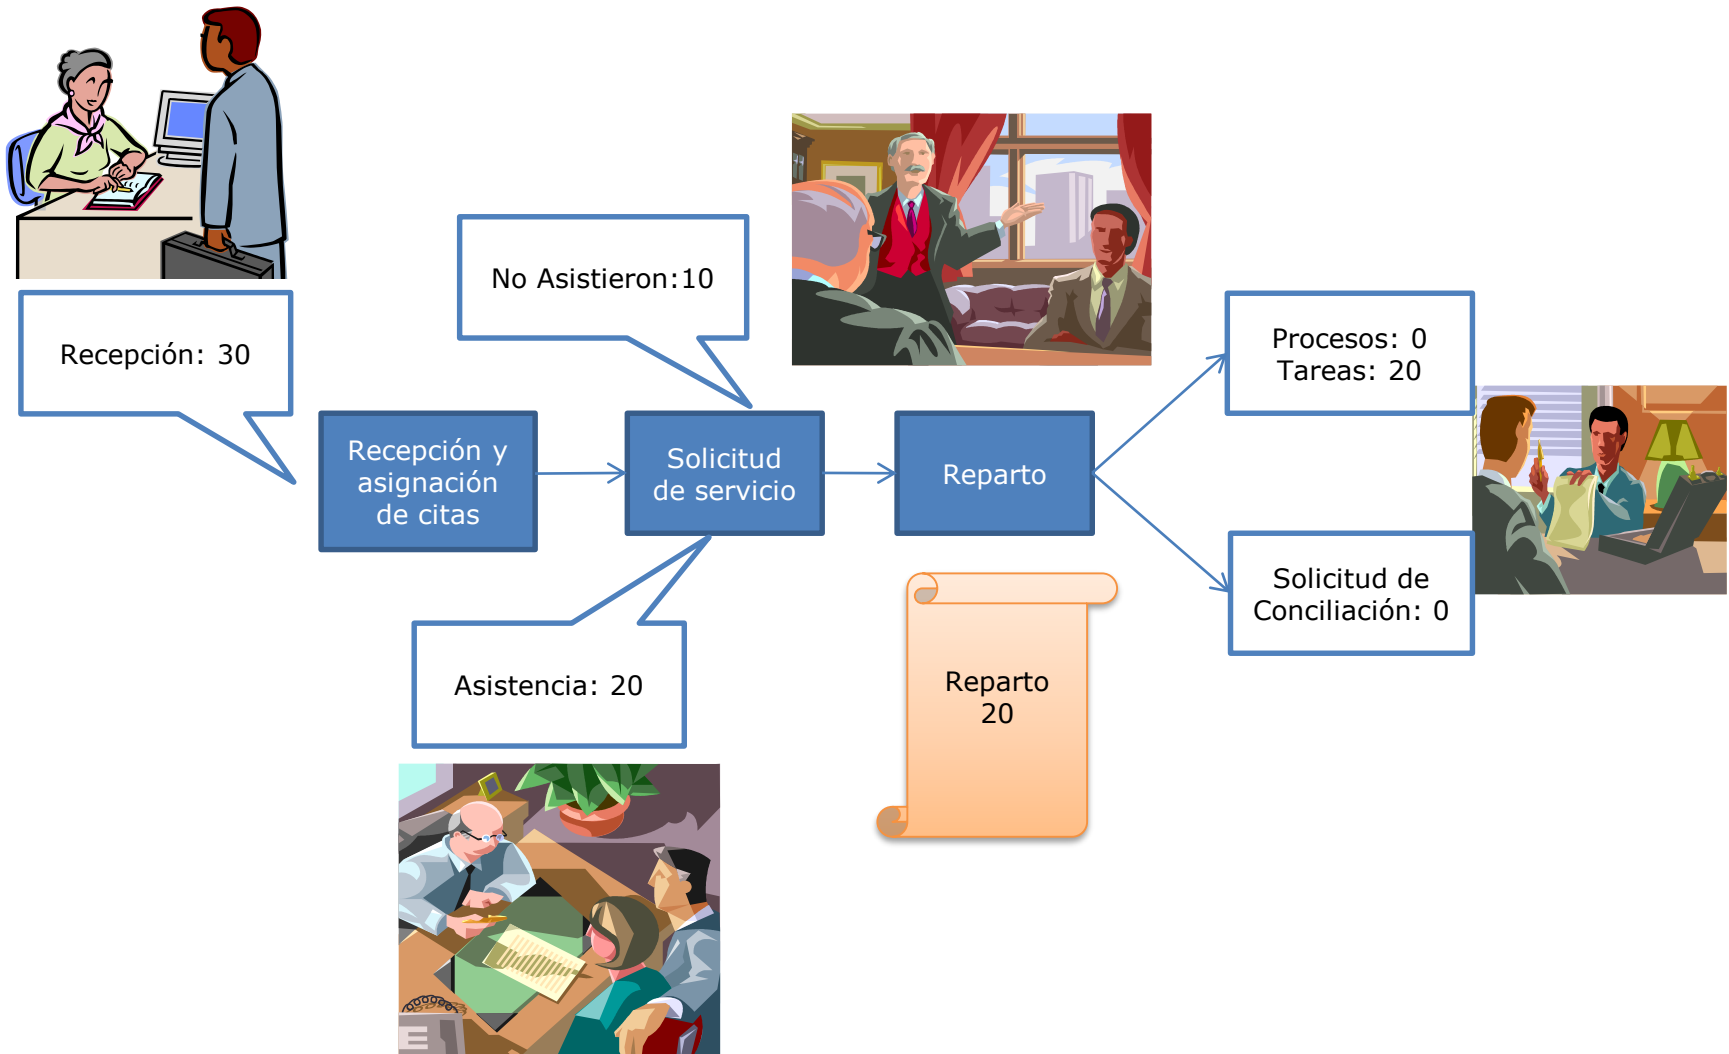 Recepción: 30
No Asistieron:10
Recepción y
asignación
de citas
Solicitud
de servicio
Reparto
Procesos: 0
Tareas: 20
Solicitud de
Conciliación: 0
Asistencia: 20
Reparto
20